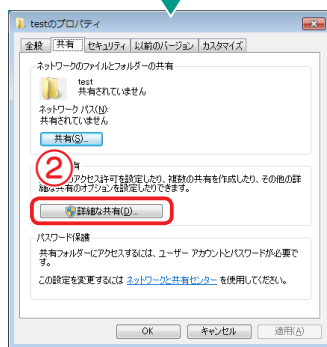 testのプロパティ
全般 共有 セキュリティ 以前のバージョン カスタマイズ
ネットワークのファイルとフォルダーの共有
test
共有されていません
ネットワーク パス(N):
共有されていません
共有(S)...
②
有
アクセス許可を設定したり、複数の共有を作成したり、その他の詳
細な共有のオプションを設定したりできます。
詳細な共有(D)...
パスワード保護
共有フォルダーにアクセスするには、ユーザー アカウントとパスワードが必要で
す。
この設定を変更するには ネットワークと共有センター を使用してください。
OK キャンセル 適用(A)